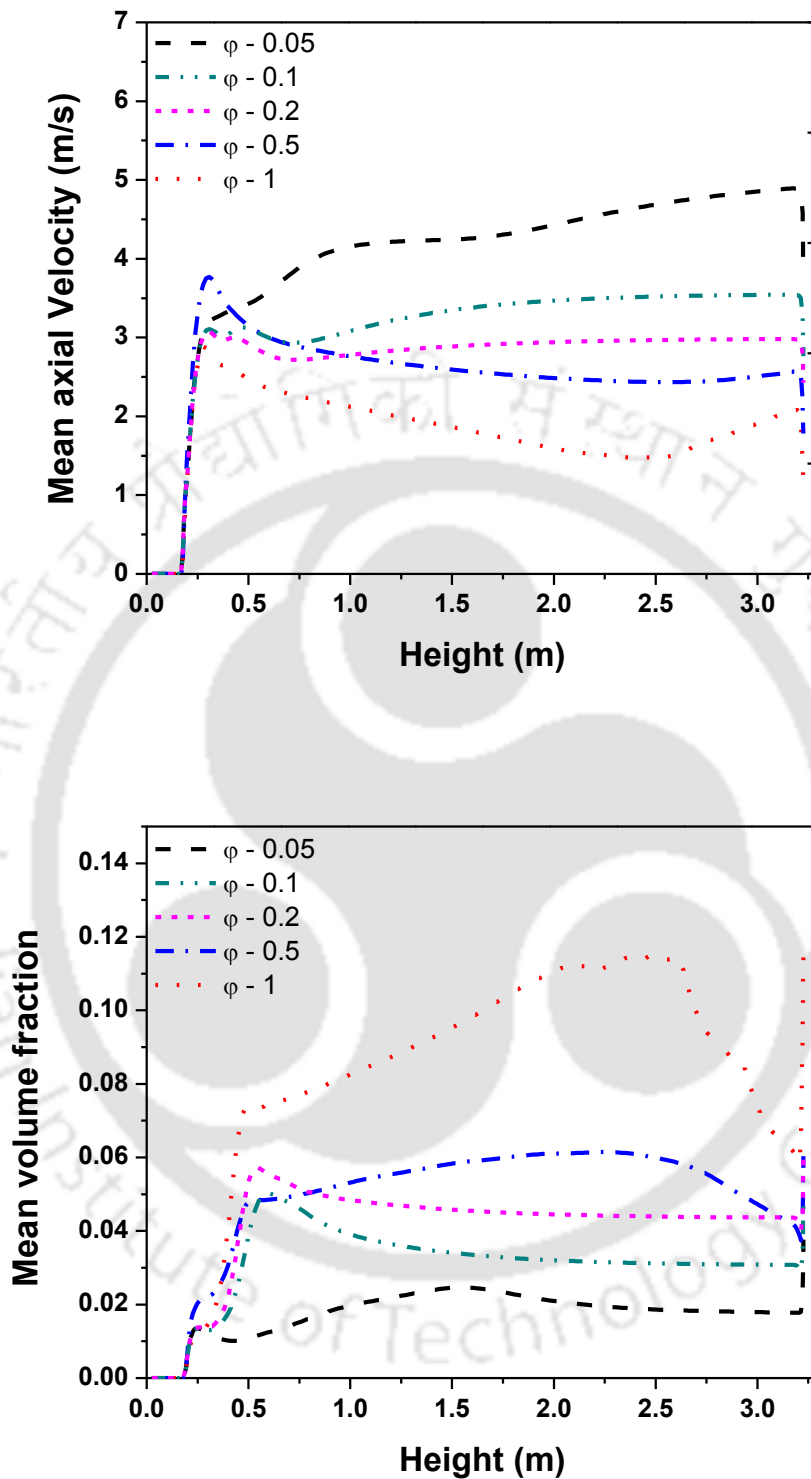 7
6
5
4
3
2
1
0
Mean axial Velocity (m/s)
φ - 0.05
φ - 0.1
φ - 0.2
φ - 0.5
φ - 1
0.0 0.5 1.0 1.5 2.0 2.5 3.0
Height (m)
0.14
0.12
0.10
0.08
0.06
0.04
0.02
0.00
Mean volume fraction
φ - 0.05
φ - 0.1
φ - 0.2
φ - 0.5
φ - 1
0.0 0.5 1.0 1.5 2.0 2.5 3.0
Height (m)
Institute of Technology